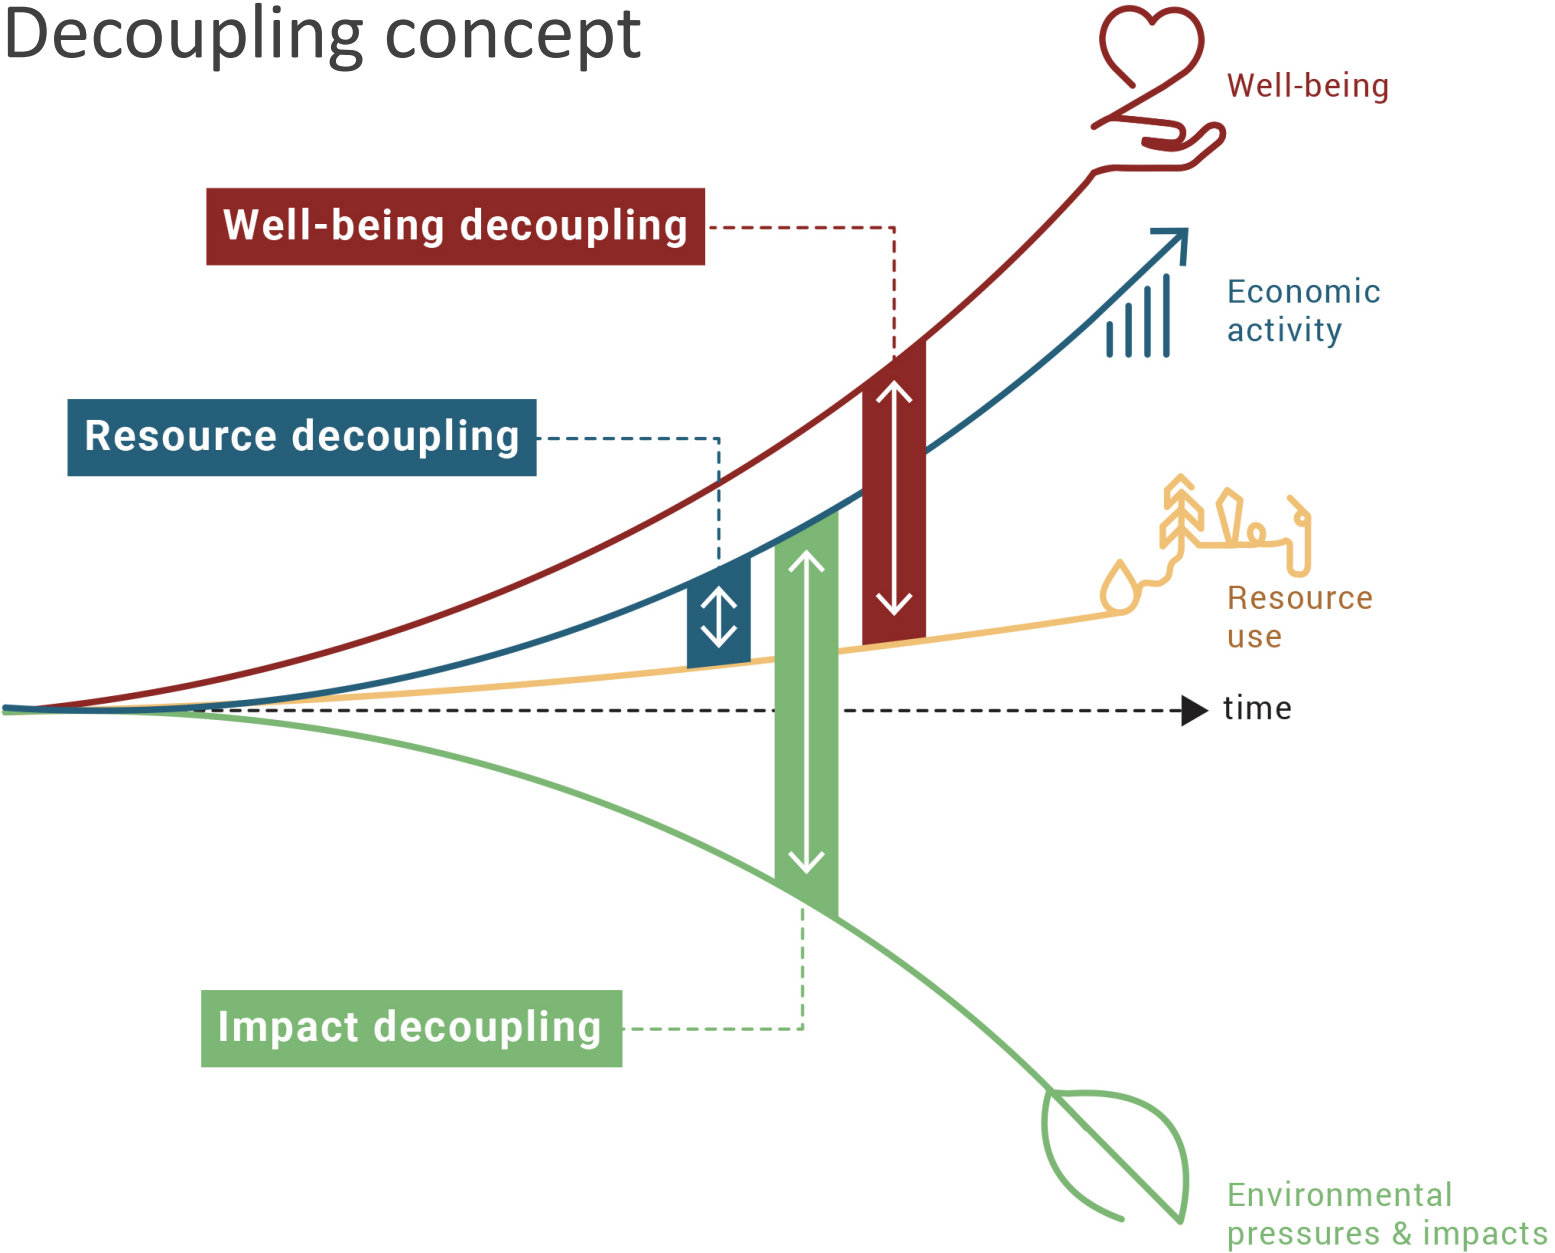 Decoupling concept
Well-being
Well-being decoupling
Economic
activity
Resource decoupling
Resource
use
time
Impact decoupling
Environmental
pressures & impacts